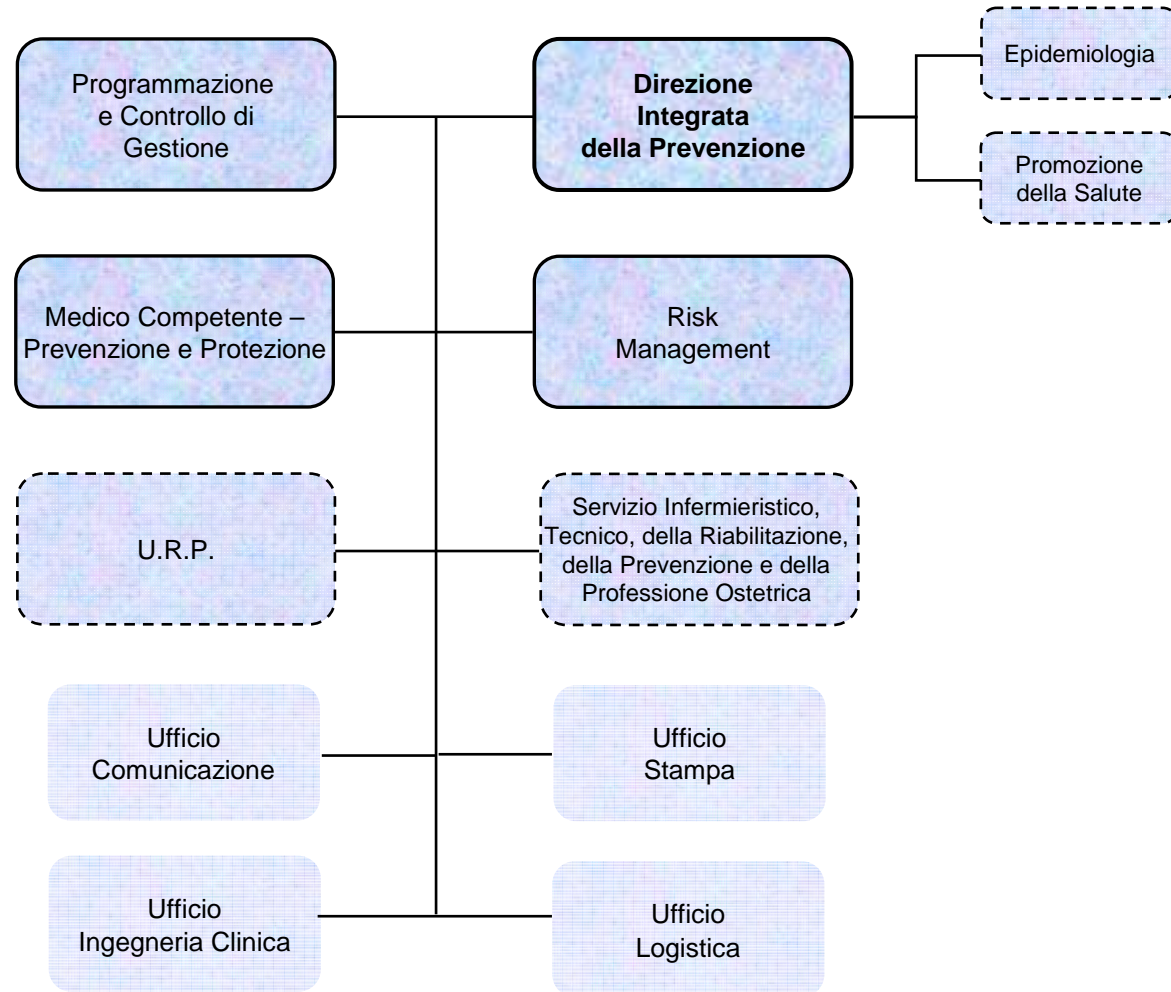 Programmazione
e Controllo di
Gestione
Direzione
Integrata
della Prevenzione
Epidemiologia
Promozione
della Salute
Medico Competente –
Prevenzione e Protezione
Risk
Management
U.R.P.
Servizio Infermieristico,
Tecnico, della Riabilitazione,
della Prevenzione e della
Professione Ostetrica
Ufficio
Comunicazione
Ufficio
Stampa
Ufficio
Ingegneria Clinica
Ufficio
Logistica